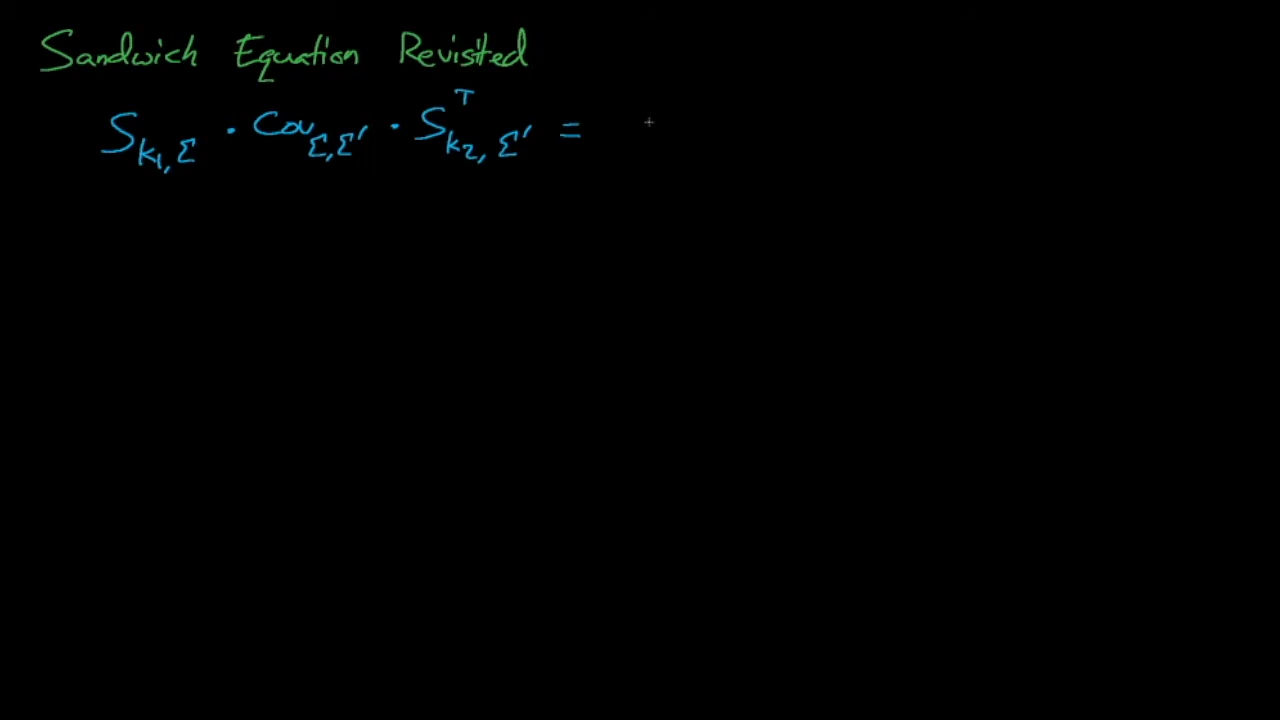 Sandwich Equation Revisited
S_{k₁,Σ} · Cov_{Σ,Σ'} · S^T_{k₂,Σ'} =